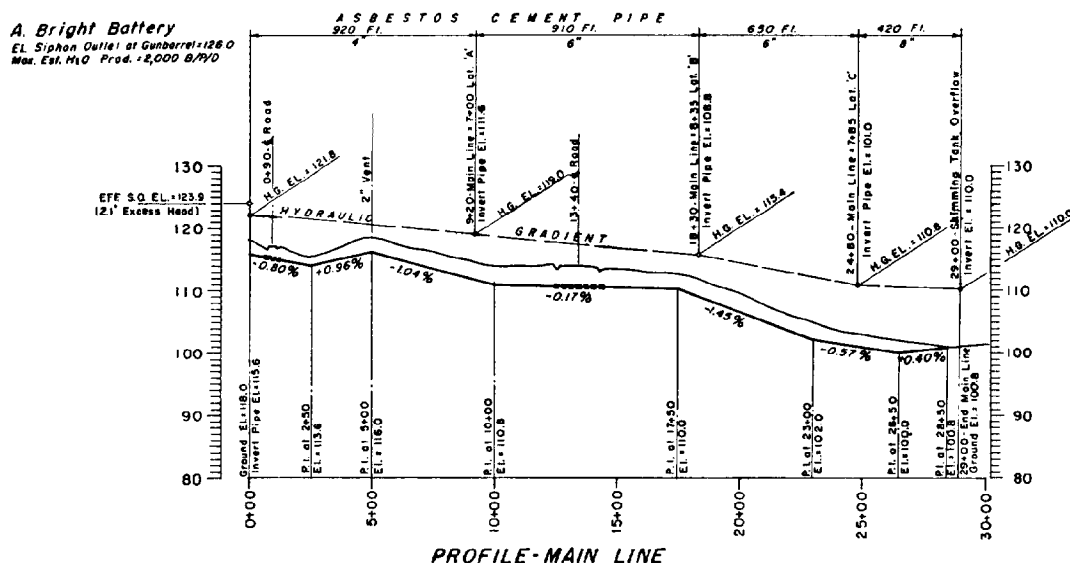 ASBESTOS CEMENT PIPE
A. Bright Battery
El. Siphon Outlet at Gunbarrel=126.0
Max. Est. H2O Prod. = 2,000 B/P/D
920 Ft.
4"
910 Ft.
6"
650 Ft.
6"
420 Ft.
8"
0+90-℄ Road
H.G. EL.=121.8
2" Vent
9+20-Main Line=7+00 Lat. 'A'
Invert Pipe El.=111.6
H.G. EL.=119.0
13+40-℄ Road
18+30-Main Line=8+35 Lat. 'B'
Invert Pipe El.=108.8
H.G. EL.=115.4
24+80-Main Line=7+85 Lat. 'C'
Invert Pipe El.=101.0
H.G. EL.=110.8
29+00-Skimming Tank Overflow
Invert El.=110.0
H.G. EL.=110.0
EFF. S.O. EL.=123.9
(2.1' Excess Head)
HYDRAULIC GRADIENT
130
120
110
100
90
80
130
120
110
100
90
80
-0.80%
+0.96%
-1.04%
-0.17%
-1.45%
-0.57%
+0.40%
Ground El.=118.0
Invert Pipe El.=115.6
P.I. at 2+50
El.=113.6
P.I. at 5+00
El.=116.0
P.I. at 10+00
El.=110.8
P.I. at 17+50
El.=110.0
P.I. at 23+00
El.=102.0
P.I. at 26+50
El.=100.0
P.I. at 28+50
El.=100.8
29+00-End Main Line
Ground El.=100.8
0+00
5+00
10+00
15+00
20+00
25+00
30+00
PROFILE-MAIN LINE